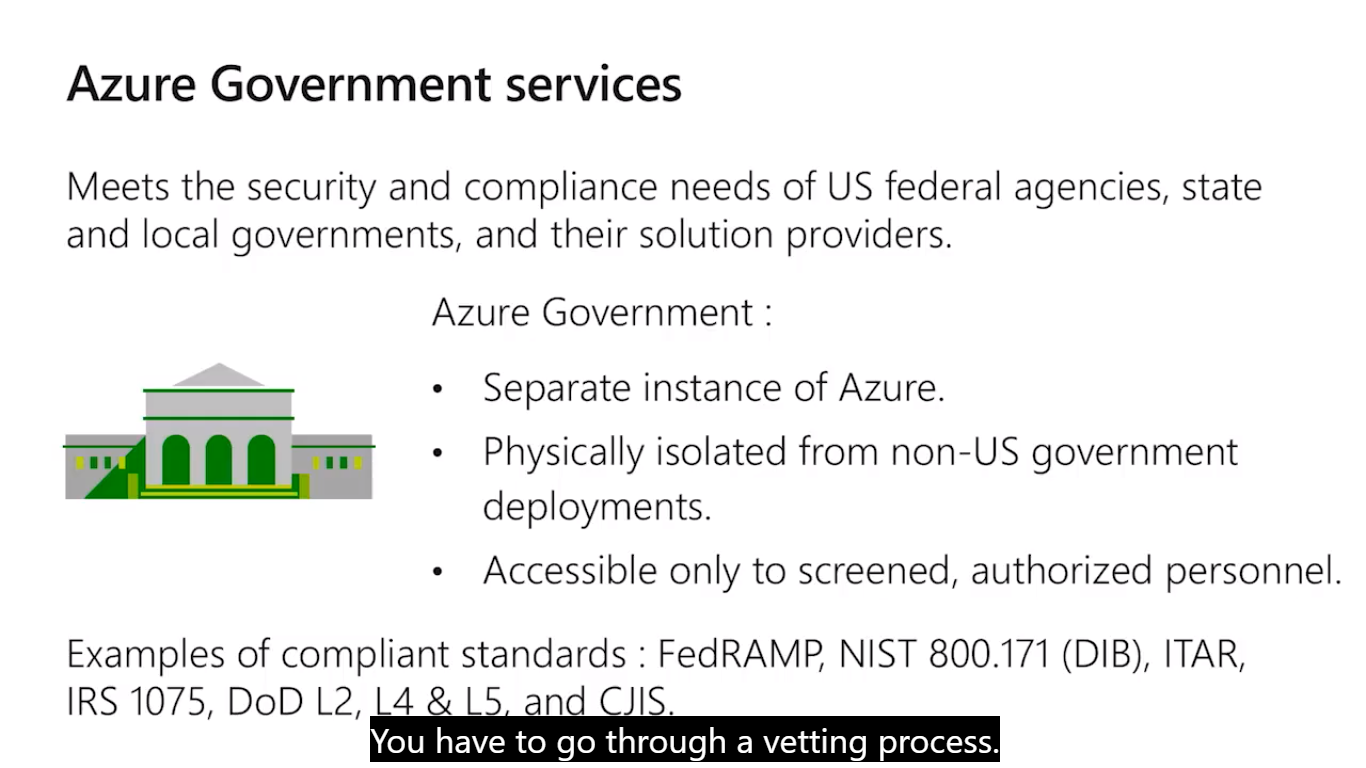 Azure Government services
Meets the security and compliance needs of US federal agencies, state
and local governments, and their solution providers.
Azure Government :
• Separate instance of Azure.
• Physically isolated from non-US government
deployments.
• Accessible only to screened, authorized personnel.
Examples of compliant standards : FedRAMP, NIST 800.171 (DIB), ITAR,
IRS 1075, DoD L2, L4 & L5, and CJIS.
You have to go through a vetting process.